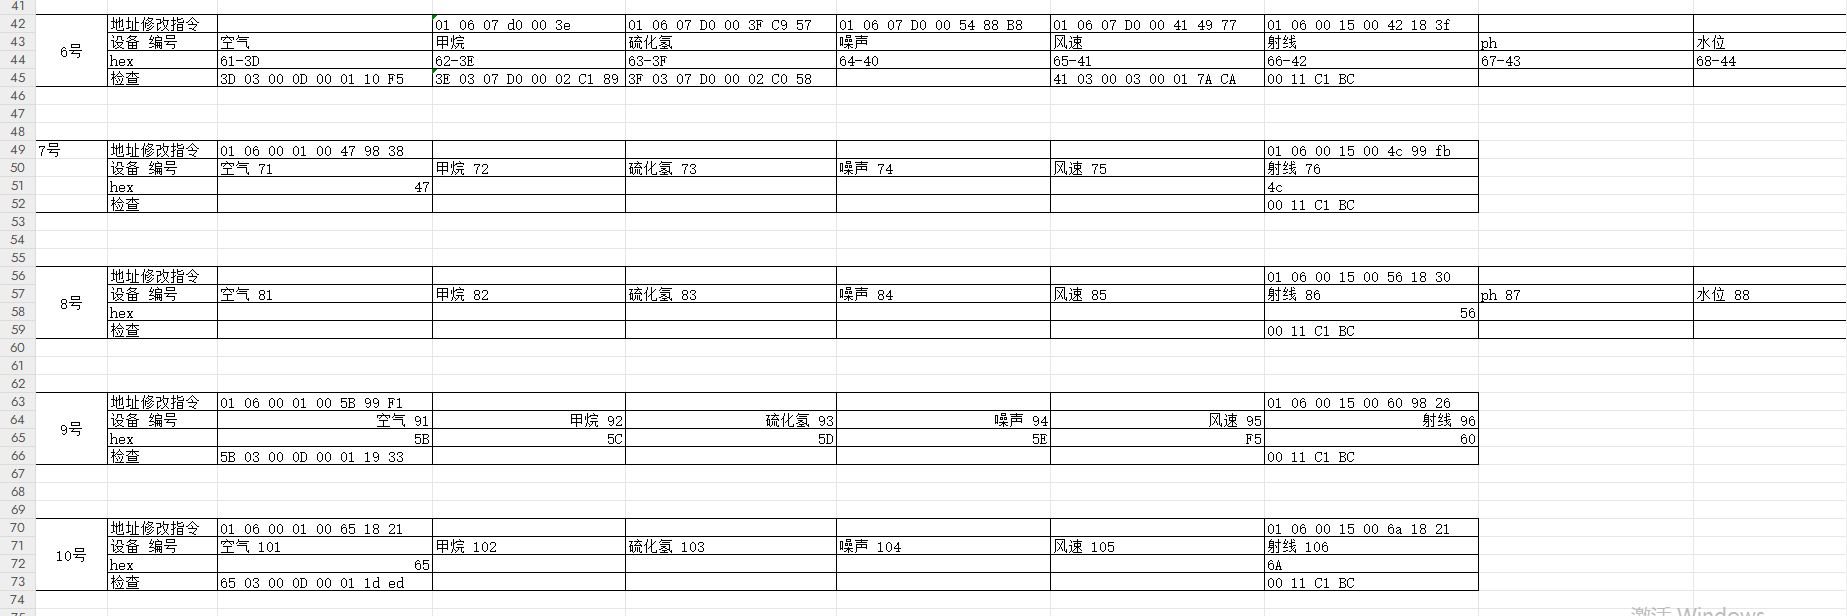 41
42 地址修改指令 01 06 07 d0 00 3e 01 06 07 D0 00 3F C9 57 01 06 07 D0 00 54 88 B8 01 06 07 D0 00 41 49 77 01 06 00 15 00 42 18 3f
43 设备 编号 空气 甲烷 硫化氢 噪声 风速 射线 ph 水位
6号
44 hex 61-3D 62-3E 63-3F 64-40 65-41 66-42 67-43 68-44
45 检查 3D 03 00 0D 00 01 10 F5 3E 03 07 D0 00 02 C1 89 3F 03 07 D0 00 02 C0 58 41 03 00 03 00 01 7A CA 00 11 C1 BC
46
47
48
49 7号 地址修改指令 01 06 00 01 00 47 98 38 01 06 00 15 00 4c 99 fb
50 设备 编号 空气 71 甲烷 72 硫化氢 73 噪声 74 风速 75 射线 76
51 hex 47 4c
52 检查 00 11 C1 BC
53
54
55
56 地址修改指令 01 06 00 15 00 56 18 30
57 设备 编号 空气 81 甲烷 82 硫化氢 83 噪声 84 风速 85 射线 86 ph 87 水位 88
8号
58 hex 56
59 检查 00 11 C1 BC
60
61
62
63 地址修改指令 01 06 00 01 00 5B 99 F1 01 06 00 15 00 60 98 26
64 设备 编号 空气 91 甲烷 92 硫化氢 93 噪声 94 风速 95 射线 96
9号
65 hex 5B 5C 5D 5E F5 60
66 检查 5B 03 00 0D 00 01 19 33 00 11 C1 BC
67
68
69
70 地址修改指令 01 06 00 01 00 65 18 21 01 06 00 15 00 6a 18 21
71 设备 编号 空气 101 甲烷 102 硫化氢 103 噪声 104 风速 105 射线 106
10号
72 hex 65 6A
73 检查 65 03 00 0D 00 01 1d ed 00 11 C1 BC
74
75
激活 Windows